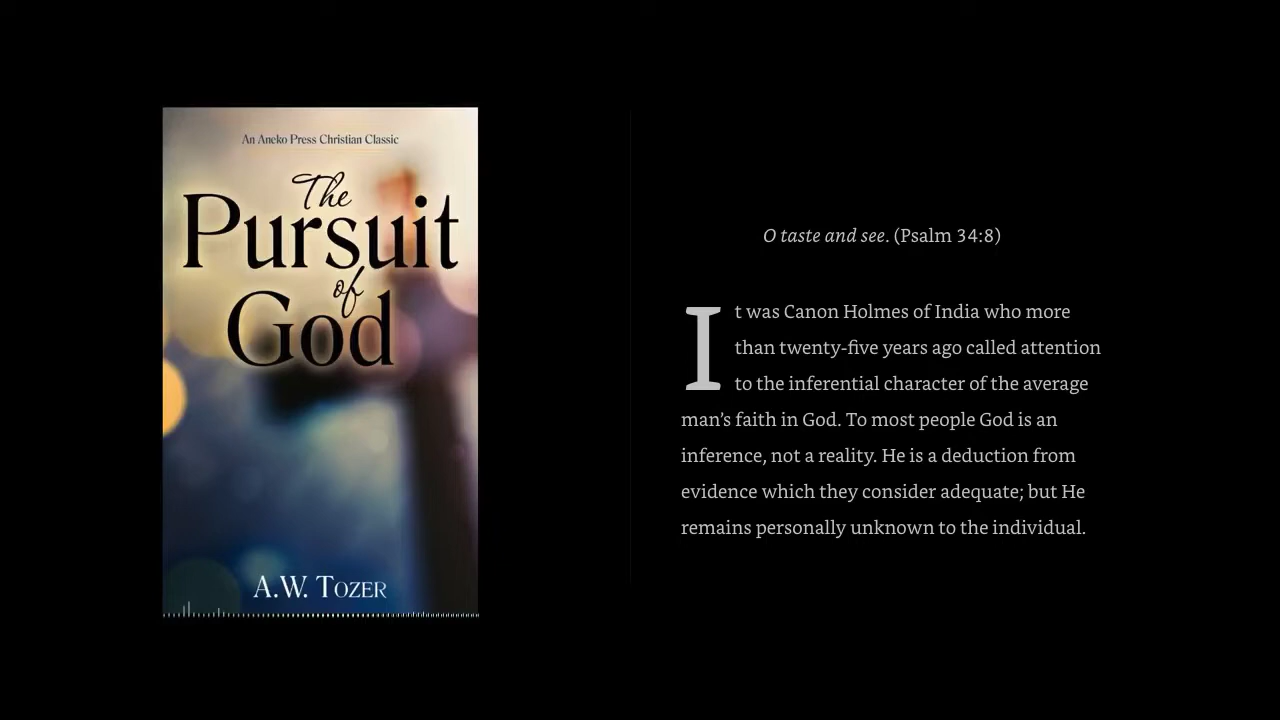 An Aneko Press Christian Classic
The
Pursuit
of
God
A.W. Tozer
O taste and see. (Psalm 34:8)
It was Canon Holmes of India who more
than twenty-five years ago called attention
to the inferential character of the average
man’s faith in God. To most people God is an
inference, not a reality. He is a deduction from
evidence which they consider adequate; but He
remains personally unknown to the individual.